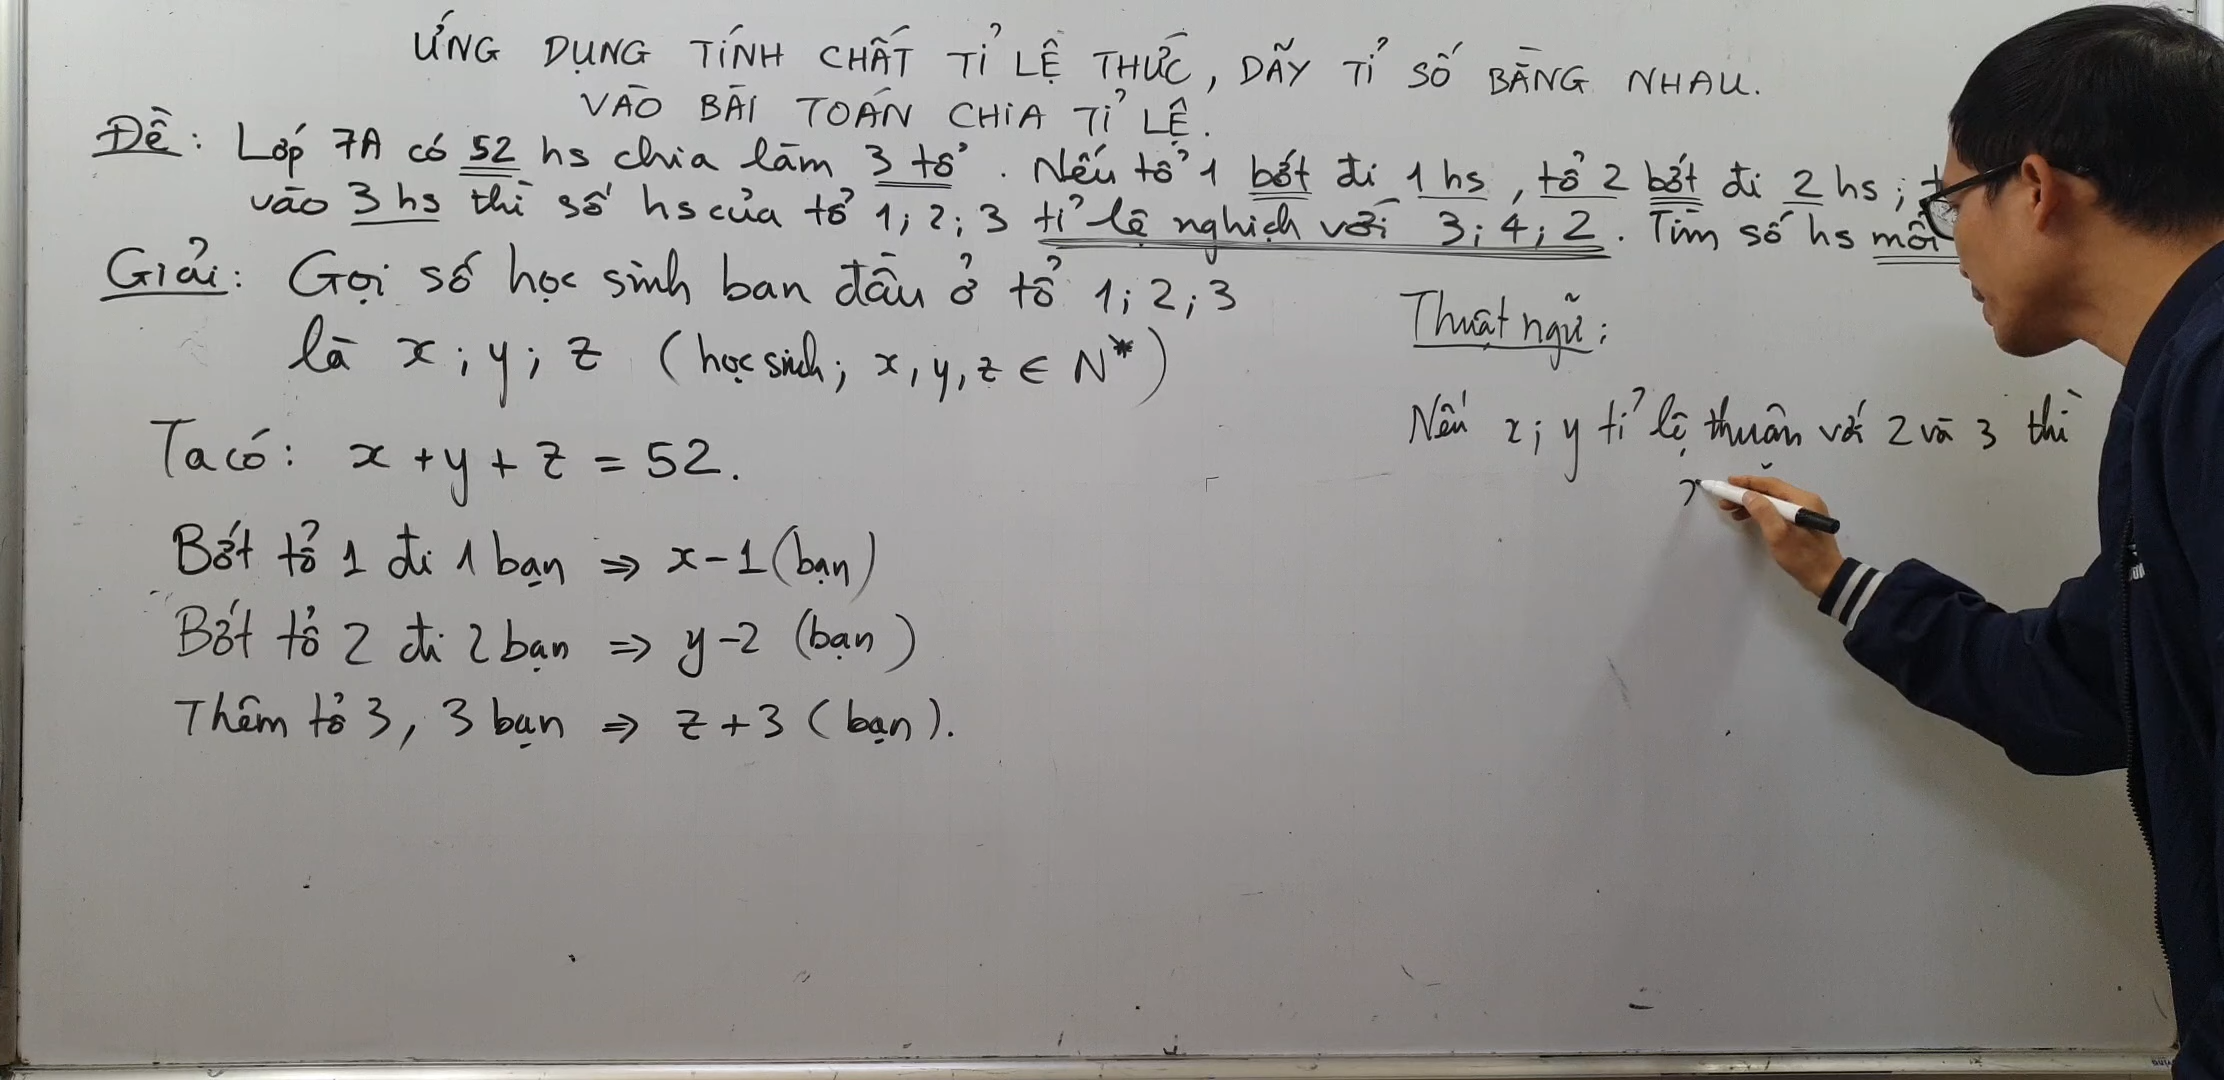 ỨNG DỤNG TÍNH CHẤT TỈ LỆ THỨC, DÃY TỈ SỐ BẰNG NHAU.
VÀO BÀI TOÁN CHIA TỈ LỆ.
Đề: Lớp 7A có 52 hs chia làm 3 tổ. Nếu tổ 1 bớt đi 1 hs, tổ 2 bớt đi 2 hs;
vào 3 hs thì số hs của tổ 1; 2; 3 tỉ lệ nghịch với 3; 4; 2. Tìm số hs mỗi
Giải: Gọi số học sinh ban đầu ở tổ 1; 2; 3
là x; y; z (học sinh; x, y, z ∈ N*)
Ta có: x + y + z = 52.
Bớt tổ 1 đi 1 bạn ⇒ x - 1 (bạn)
Bớt tổ 2 đi 2 bạn ⇒ y - 2 (bạn)
Thêm tổ 3, 3 bạn ⇒ z + 3 (bạn).
Thuật ngữ:
Nếu x; y tỉ lệ thuận với 2 và 3 thì